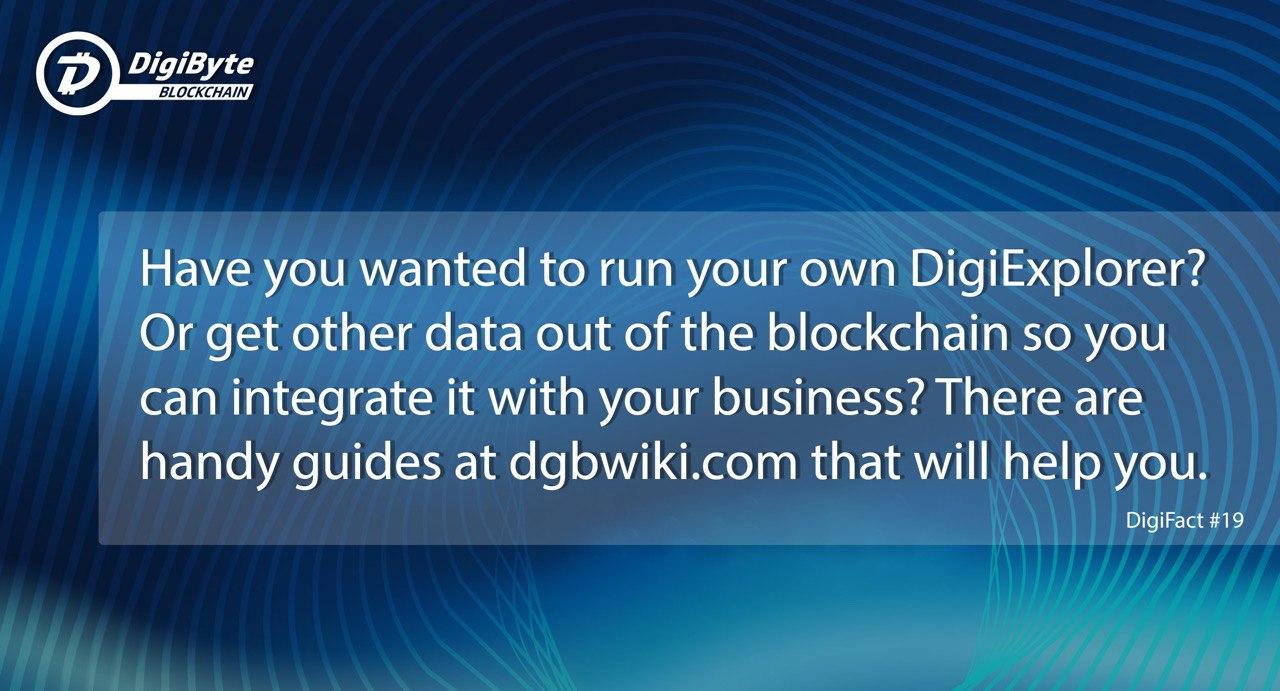 DigiByte
BLOCKCHAIN
Have you wanted to run your own DigiExplorer?
Or get other data out of the blockchain so you
can integrate it with your business? There are
handy guides at dgbwiki.com that will help you.
DigiFact #19